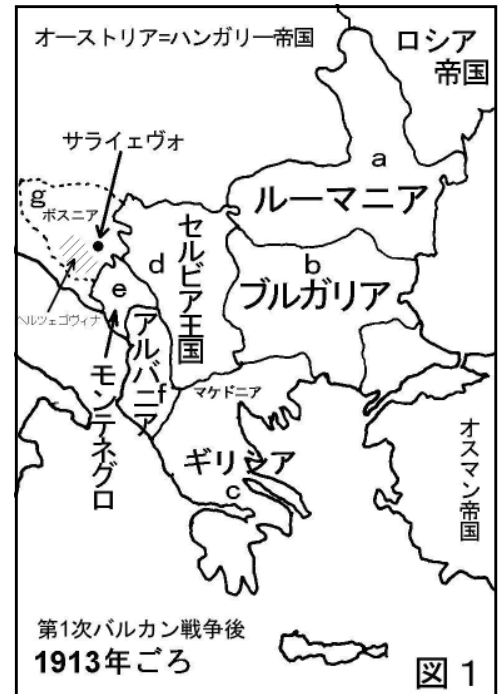 オーストリア=ハンガリー帝国
ロシア
帝国
サライェヴォ
a
ルーマニア
g
ボスニア
d
セルビア王国
b
ブルガリア
e
ヘルツェゴヴィナ
アルバニア
f
モンテネグロ
マケドニア
ギリシア
c
オスマン帝国
第1次バルカン戦争後
1913年ごろ
図1